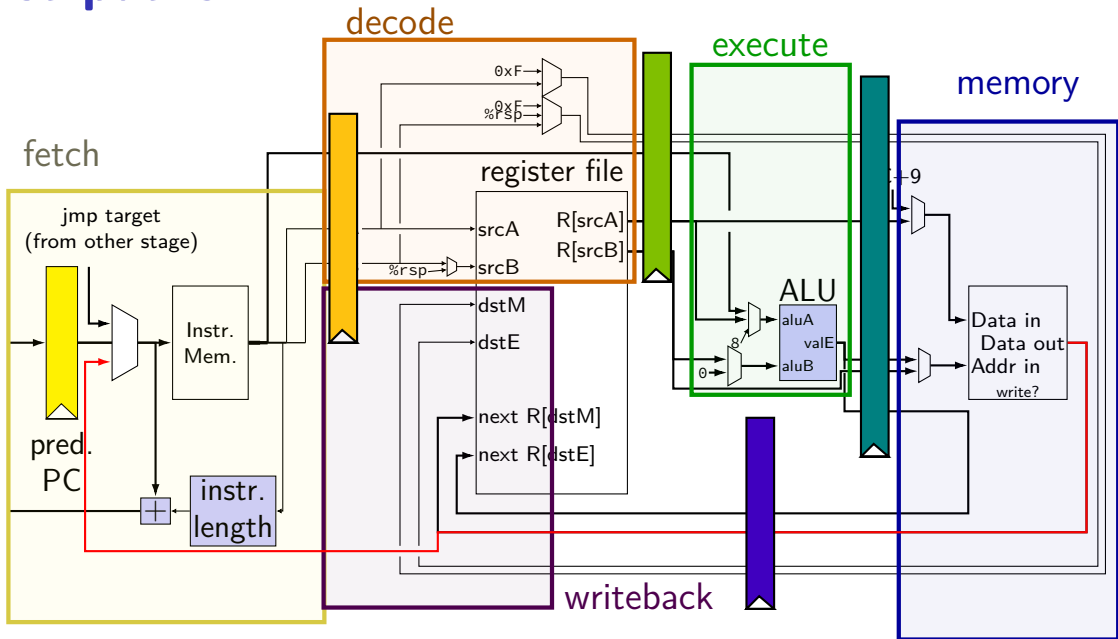 decode
execute
memory
fetch
0xF
0xF
%rsp
register file
jmp target
(from other stage)
srcA
R[srcA]
R[srcB]
%rsp
srcB
+9
dstM
ALU
Instr.
Mem.
dstE
aluA
valE
aluB
8
0
Data in
Data out
Addr in
write?
next R[dstM]
next R[dstE]
pred.
PC
+
instr.
length
writeback